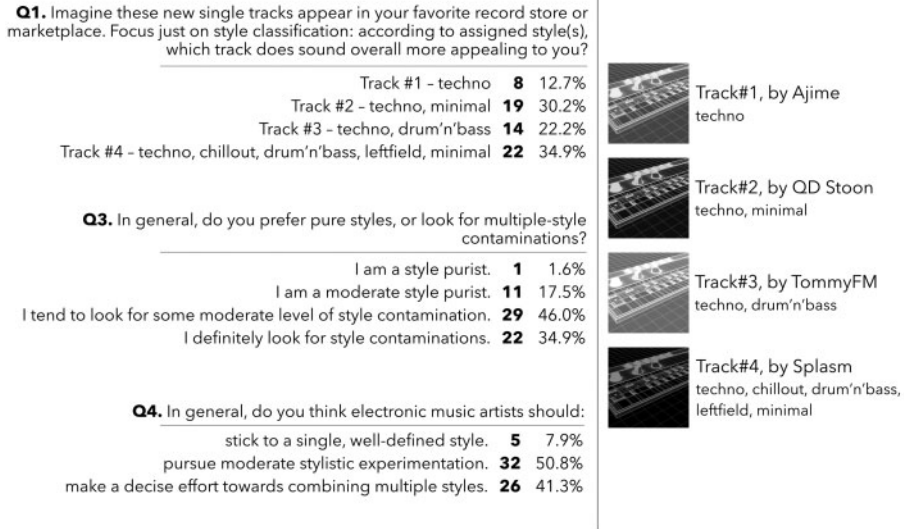 Q1. Imagine these new single tracks appear in your favorite record store or
marketplace. Focus just on style classification: according to assigned style(s),
which track does sound overall more appealing to you?
Track #1 – techno 8 12.7%
Track #2 – techno, minimal 19 30.2%
Track #3 – techno, drum'n'bass 14 22.2%
Track #4 – techno, chillout, drum'n'bass, leftfield, minimal 22 34.9%
Q3. In general, do you prefer pure styles, or look for multiple-style
contaminations?
I am a style purist. 1 1.6%
I am a moderate style purist. 11 17.5%
I tend to look for some moderate level of style contamination. 29 46.0%
I definitely look for style contaminations. 22 34.9%
Q4. In general, do you think electronic music artists should:
stick to a single, well-defined style. 5 7.9%
pursue moderate stylistic experimentation. 32 50.8%
make a decise effort towards combining multiple styles. 26 41.3%
Track#1, by Ajime
techno
Track#2, by QD Stoon
techno, minimal
Track#3, by TommyFM
techno, drum'n'bass
Track#4, by Splasm
techno, chillout, drum'n'bass,
leftfield, minimal